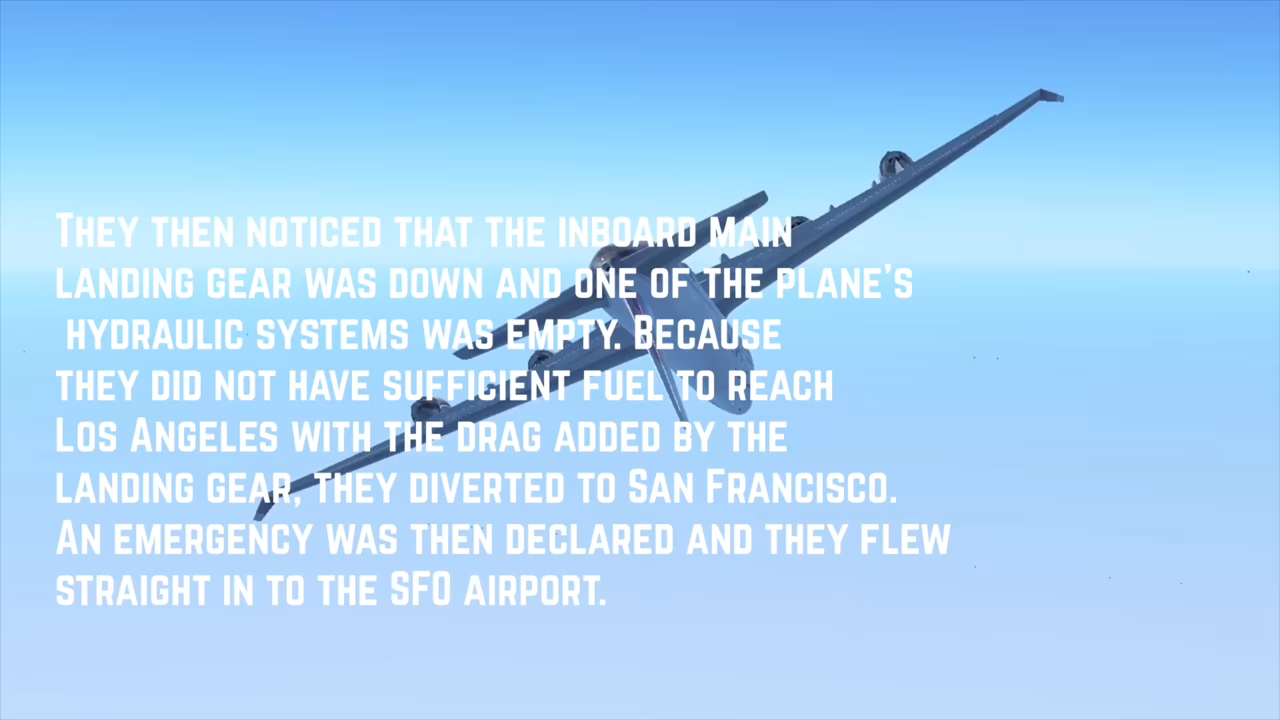 They then noticed that the inboard main
landing gear was down and one of the plane's
hydraulic systems was empty. Because
they did not have sufficient fuel to reach
Los Angeles with the drag added by the
landing gear, they diverted to San Francisco.
An emergency was then declared and they flew
straight in to the SFO airport.